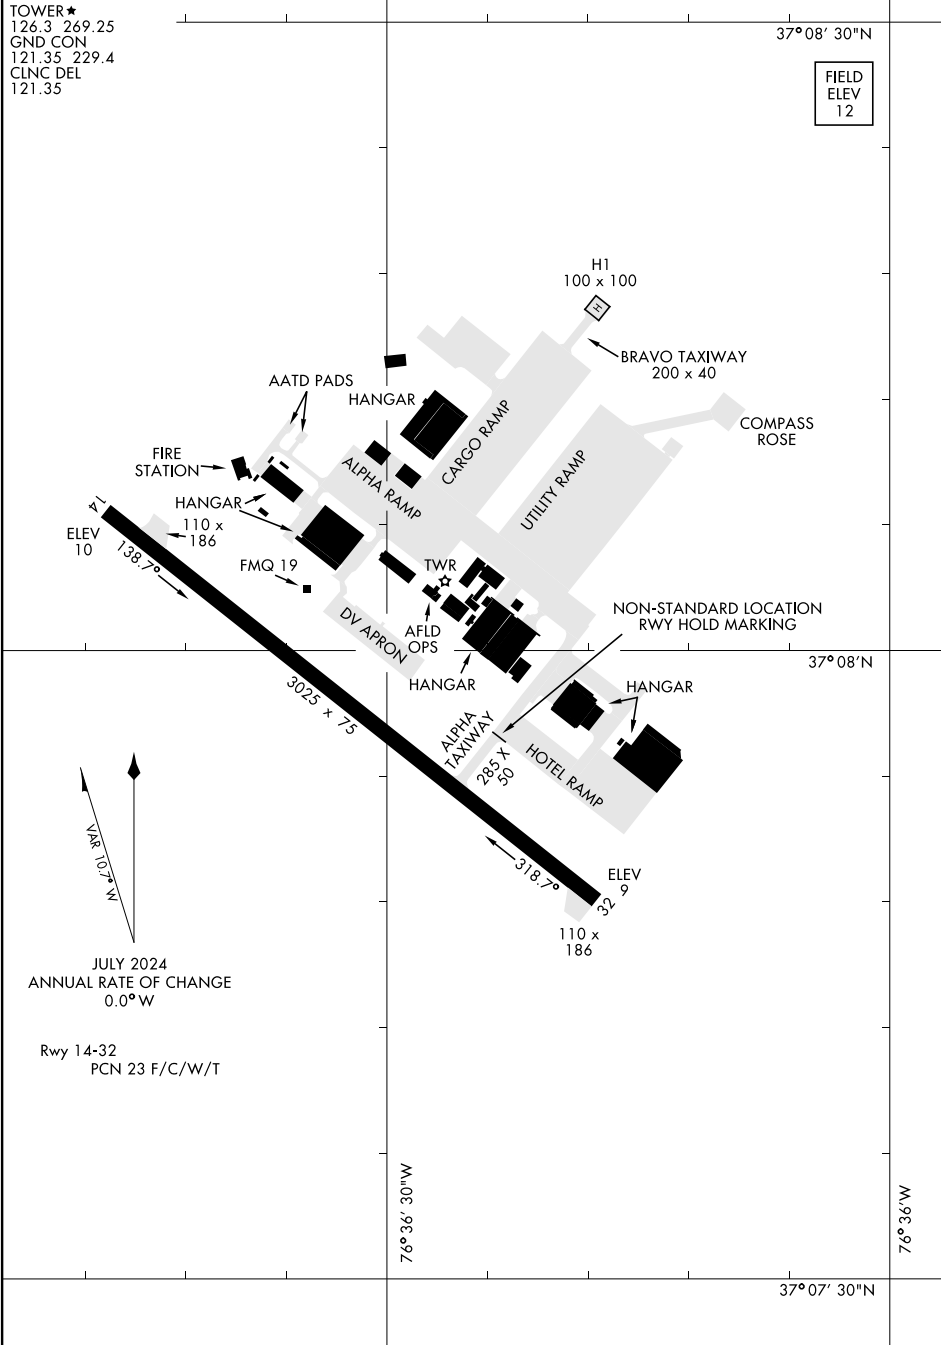 TOWER★
126.3 269.25
GND CON
121.35 229.4
CLNC DEL
121.35
37°08' 30"N
FIELD
ELEV
12
H1
100 x 100
H
BRAVO TAXIWAY
200 x 40
AATD PADS
HANGAR
CARGO RAMP
COMPASS
ROSE
FIRE
STATION
ALPHA RAMP
UTILITY RAMP
HANGAR
14
ELEV
10
110 x
186
138.7°
FMQ 19
TWR
DV APRON
AFLD
OPS
NON-STANDARD LOCATION
RWY HOLD MARKING
37°08'N
HANGAR
HANGAR
3025 x 75
ALPHA
TAXIWAY
285 X
50
HOTEL RAMP
VAR 10.7° W
318.7°
ELEV
9
32
110 x
186
JULY 2024
ANNUAL RATE OF CHANGE
0.0° W
Rwy 14-32
PCN 23 F/C/W/T
76°36' 30"W
76°36'W
37°07' 30"N